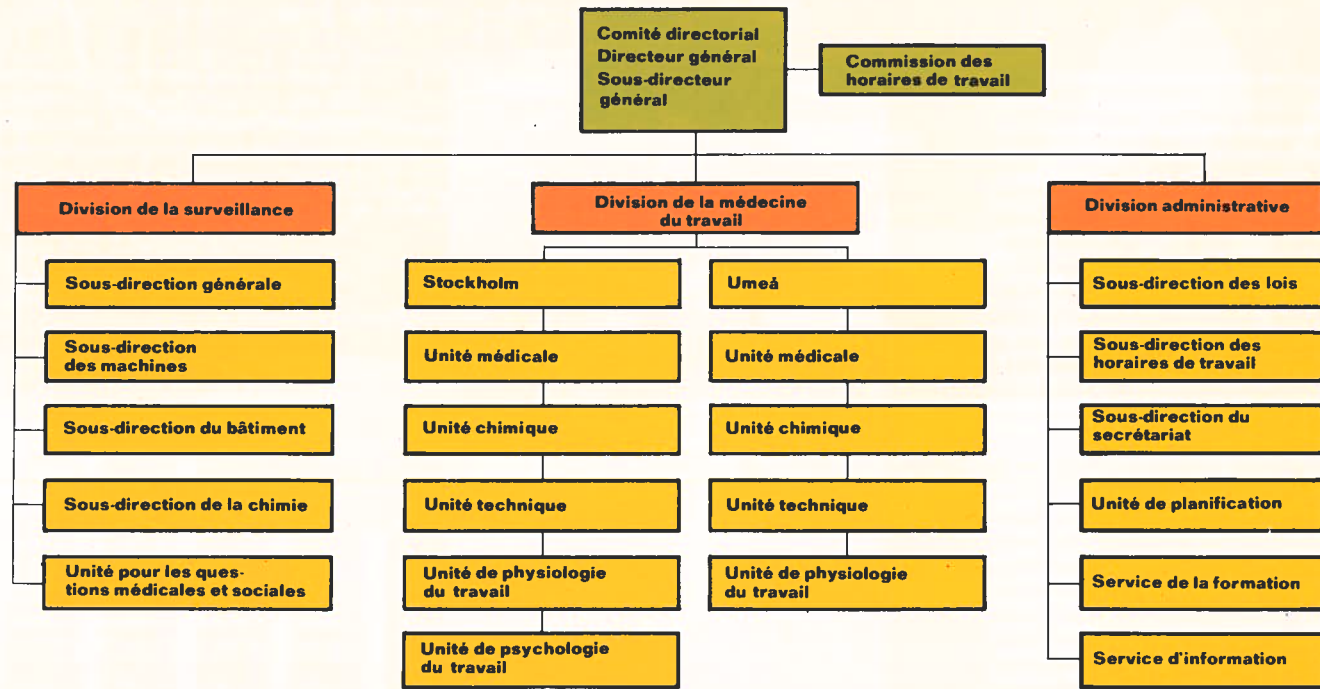 Comité directorial
Directeur général
Sous-directeur
général
Commission des
horaires de travail
Division de la surveillance
Sous-direction générale
Sous-direction
des machines
Sous-direction du bâtiment
Sous-direction de la chimie
Unité pour les ques-
tions médicales et sociales
Division de la médecine
du travail
Stockholm
Unité médicale
Unité chimique
Unité technique
Unité de physiologie
du travail
Unité de psychologie
du travail
Umeå
Unité médicale
Unité chimique
Unité technique
Unité de physiologie
du travail
Division administrative
Sous-direction des lois
Sous-direction des
horaires de travail
Sous-direction du
secrétariat
Unité de planification
Service de la formation
Service d'information